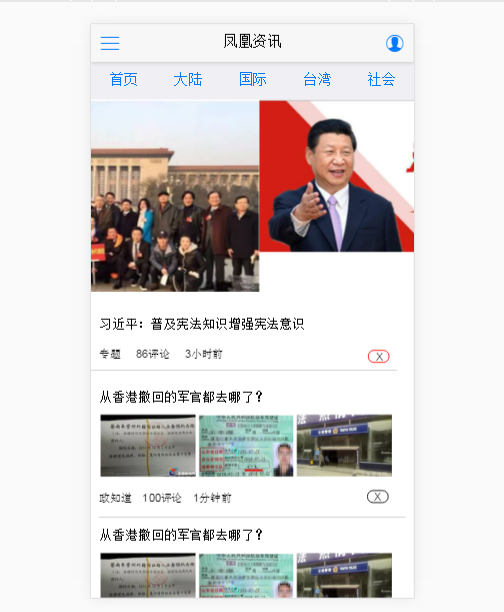 凤凰资讯
首页 大陆 国际 台湾 社会
习近平：普及宪法知识增强宪法意识
专题 86评论 3小时前 X
从香港撤回的军官都去哪了？
政知道 100评论 1分钟前 X
从香港撤回的军官都去哪了？